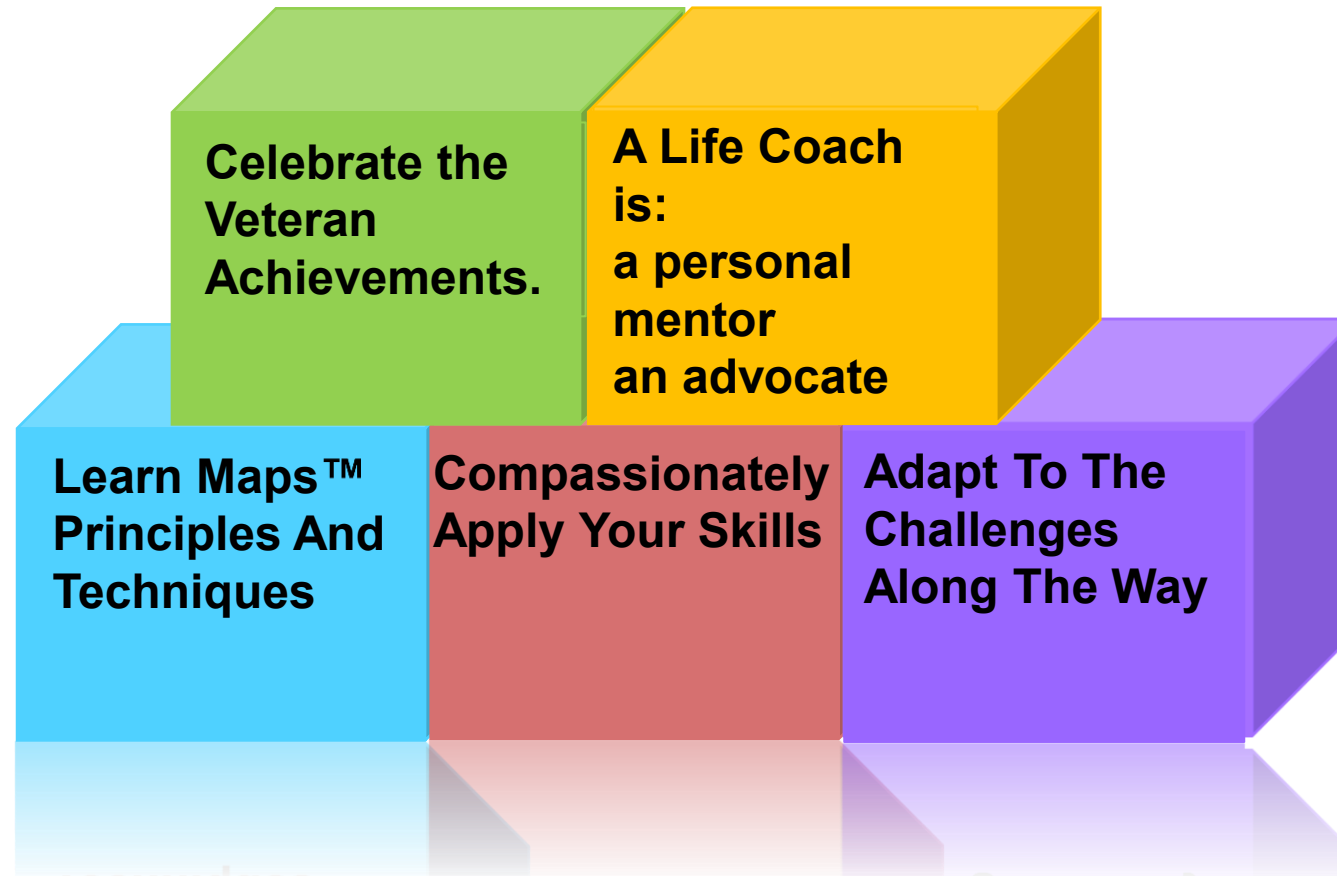 Celebrate the
Veteran
Achievements.
A Life Coach
is:
a personal
mentor
an advocate
Learn Maps™
Principles And
Techniques
Compassionately
Apply Your Skills
Adapt To The
Challenges
Along The Way